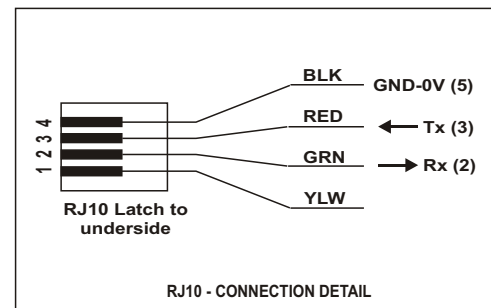 BLK GND-0V (5)
RED Tx (3)
GRN Rx (2)
YLW
4
3
2
1
RJ10 Latch to
underside
RJ10 - CONNECTION DETAIL